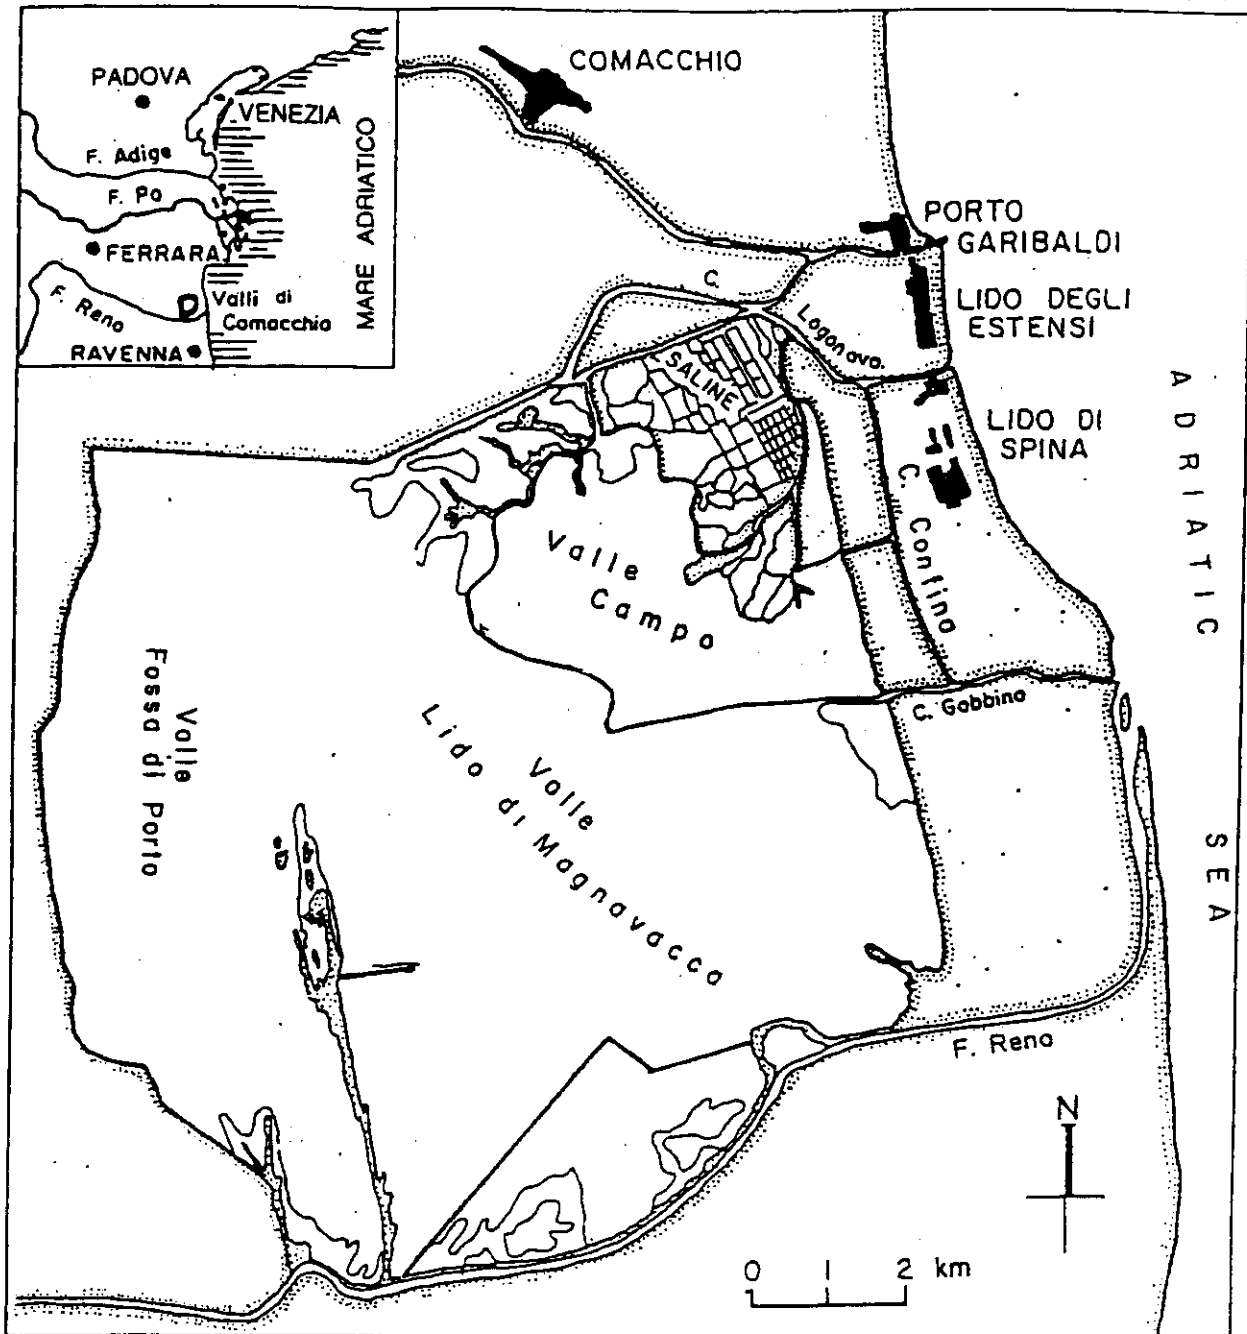 PADOVA
VENEZIA
F. Adige
F. Po
FERRARA
F. Reno
Valli di
Comacchio
RAVENNA
MARE ADRIATICO
COMACCHIO
PORTO
GARIBALDI
LIDO DEGLI
ESTENSI
C.
Logonovo
SALINE
LIDO DI
SPINA
ADRIATIC
SEA
C. Confina
Valle
Campo
C. Gobbino
Valle
Fossa di Porto
Valle
Lido di Magnavacca
F. Reno
N
0 1 2 km